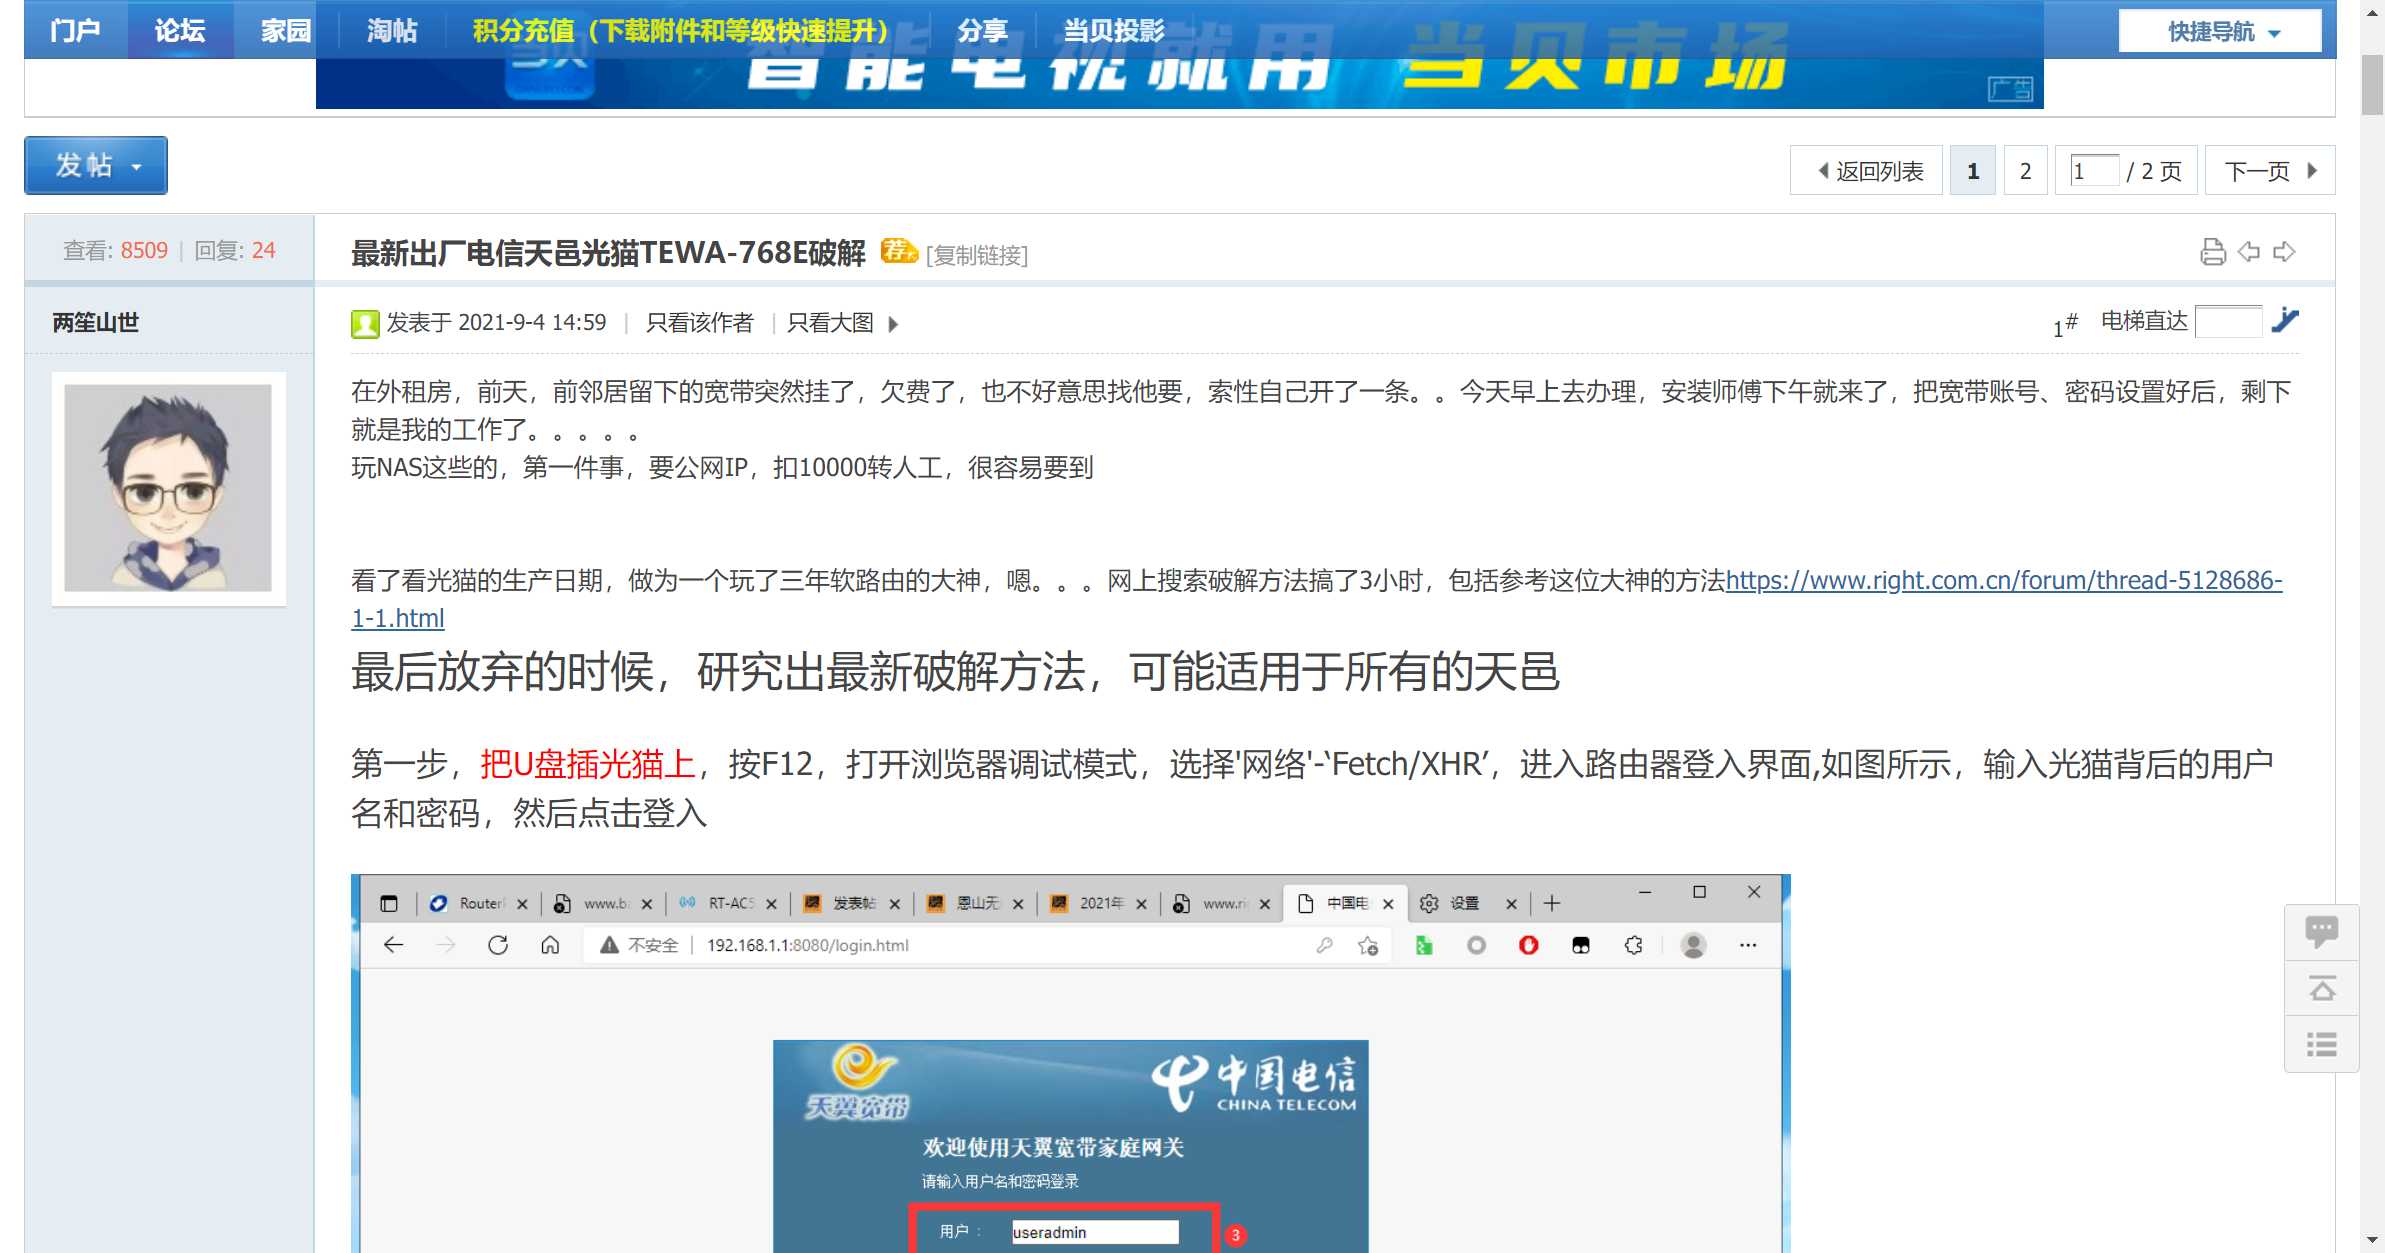 门户 论坛 家园 淘帖 积分充值（下载附件和等级快速提升） 分享 当贝投影 快捷导航
智能电视就用 当贝市场
广告
发帖
返回列表 1 2 1 / 2 页 下一页
查看: 8509 | 回复: 24
最新出厂电信天邑光猫TEWA-768E破解 荐 [复制链接]
两笙山世
发表于 2021-9-4 14:59 | 只看该作者 | 只看大图
1# 电梯直达
在外租房，前天，前邻居留下的宽带突然挂了，欠费了，也不好意思找他要，索性自己开了一条。。今天早上去办理，安装师傅下午就来了，把宽带账号、密码设置好后，剩下
就是我的工作了。。。。。
玩NAS这些的，第一件事，要公网IP，扣10000转人工，很容易要到
看了看光猫的生产日期，做为一个玩了三年软路由的大神，嗯。。。网上搜索破解方法搞了3小时，包括参考这位大神的方法https://www.right.com.cn/forum/thread-5128686-
1-1.html
最后放弃的时候，研究出最新破解方法，可能适用于所有的天邑
第一步，把U盘插光猫上，按F12，打开浏览器调试模式，选择'网络'-‘Fetch/XHR’，进入路由器登入界面,如图所示，输入光猫背后的用户
名和密码，然后点击登入
Router www.b RT-AC5 发表帖 恩山无 2021年 www.ri 中国电 设置
不安全 | 192.168.1.1:8080/login.html
天翼宽带
中国电信
CHINA TELECOM
欢迎使用天翼宽带家庭网关
请输入用户名和密码登录
用户： useradmin 3